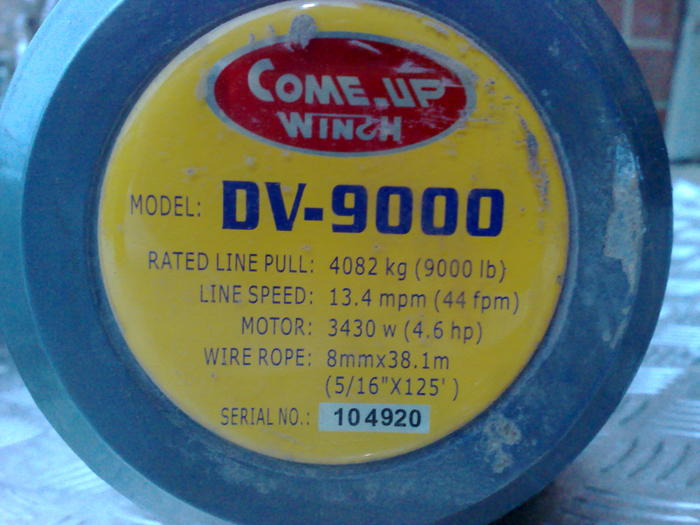 COME-UP
WINCH
MODEL: DV-9000
RATED LINE PULL: 4082 kg (9000 lb)
LINE SPEED: 13.4 mpm (44 fpm)
MOTOR: 3430 w (4.6 hp)
WIRE ROPE: 8mmx38.1m
(5/16"X125')
SERIAL NO.: 104920